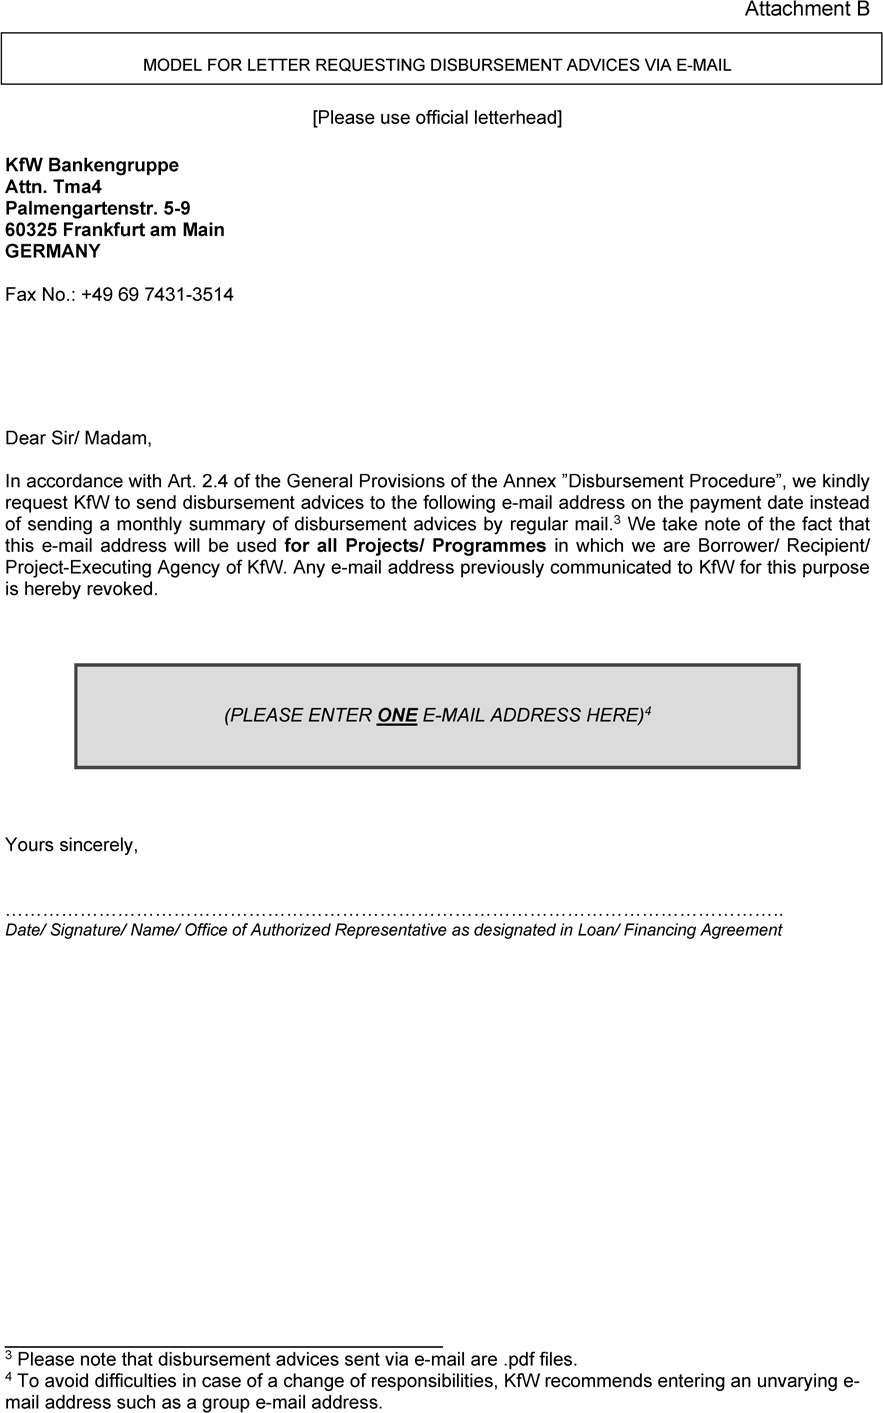 Attachment B
MODEL FOR LETTER REQUESTING DISBURSEMENT ADVICES VIA E-MAIL
[Please use official letterhead]
KfW Bankengruppe
Attn. Tma4
Palmengartenstr. 5-9
60325 Frankfurt am Main
GERMANY
Fax No.: +49 69 7431-3514
Dear Sir/ Madam,
In accordance with Art. 2.4 of the General Provisions of the Annex ”Disbursement Procedure”, we kindly
request KfW to send disbursement advices to the following e-mail address on the payment date instead
of sending a monthly summary of disbursement advices by regular mail.³ We take note of the fact that
this e-mail address will be used for all Projects/ Programmes in which we are Borrower/ Recipient/
Project-Executing Agency of KfW. Any e-mail address previously communicated to KfW for this purpose
is hereby revoked.
(PLEASE ENTER ONE E-MAIL ADDRESS HERE)⁴
Yours sincerely,
…………………………………………………………………………………………………………..
Date/ Signature/ Name/ Office of Authorized Representative as designated in Loan/ Financing Agreement
³ Please note that disbursement advices sent via e-mail are .pdf files.
⁴ To avoid difficulties in case of a change of responsibilities, KfW recommends entering an unvarying e-
mail address such as a group e-mail address.